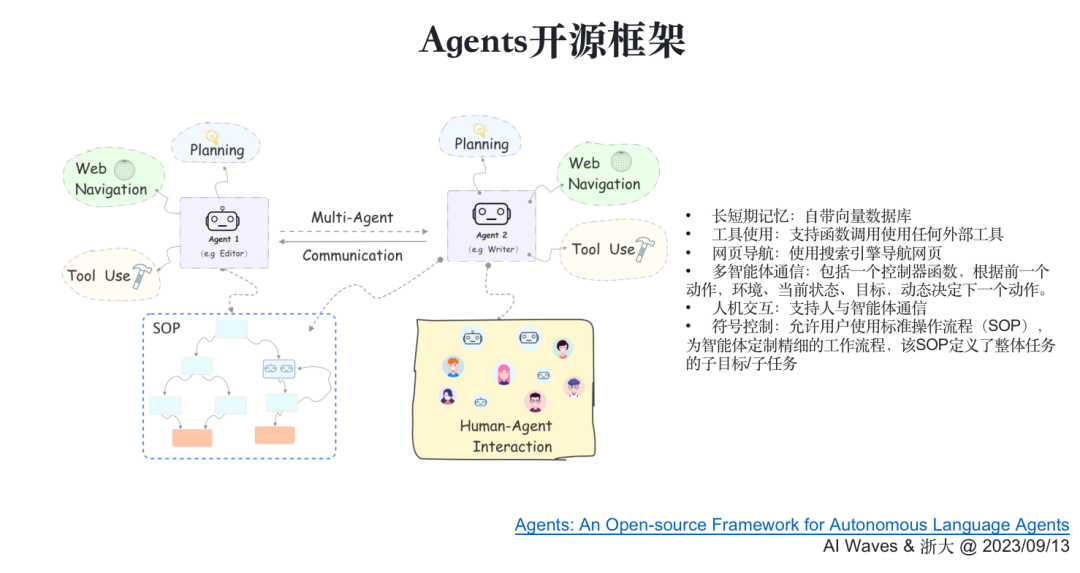 Agents开源框架
Planning
Web
Navigation
Agent 1
(e.g Editor)
Tool Use
Multi-Agent
Communication
Planning
Web
Navigation
Agent 2
(e.g Writer)
Tool Use
SOP
Human-Agent
Interaction
• 长短期记忆：自带向量数据库
• 工具使用：支持函数调用使用任何外部工具
• 网页导航：使用搜索引擎导航网页
• 多智能体通信：包括一个控制器函数，根据前一个
动作，环境、当前状态、目标，动态决定下一个动作。
• 人机交互：支持人与智能体通信
• 符号控制：允许用户使用标准操作流程（SOP），
为智能体定制精细的工作流程，该SOP定义了整体任务
的子目标/子任务
Agents: An Open-source Framework for Autonomous Language Agents
AI Waves & 浙大 @ 2023/09/13